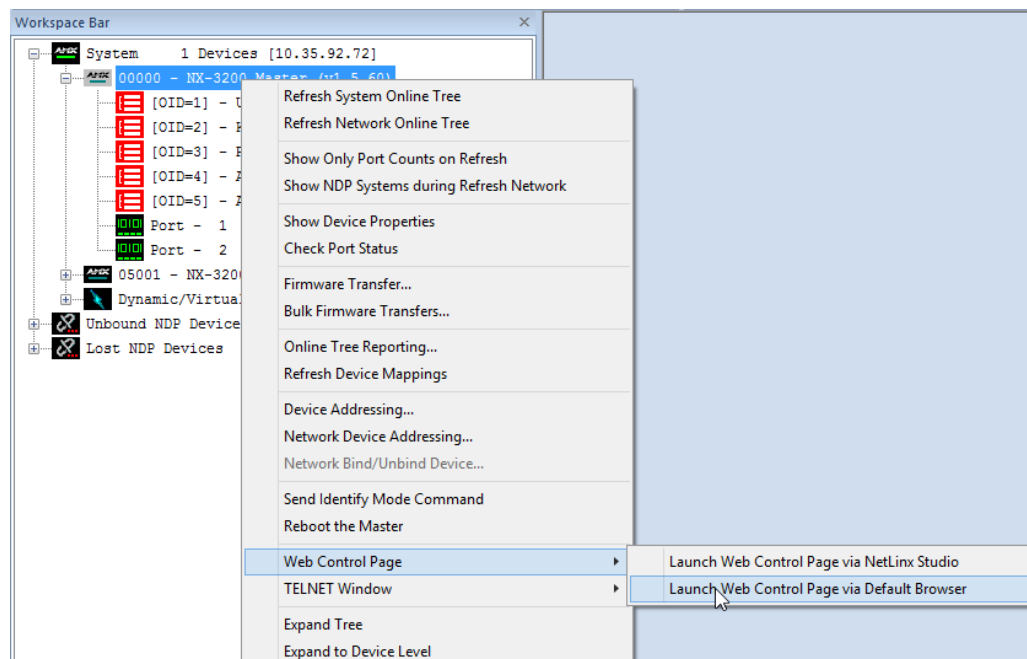 Workspace Bar
AMX System 1 Devices [10.35.92.72]
AMX 00000 - NX-3200 Master (v1.5.60)
[OID=1] -
[OID=2] -
[OID=3] -
[OID=4] -
[OID=5] -
Port - 1
Port - 2
AMX 05001 - NX-320
Dynamic/Virtua
Unbound NDP Device
Lost NDP Devices
Refresh System Online Tree
Refresh Network Online Tree
Show Only Port Counts on Refresh
Show NDP Systems during Refresh Network
Show Device Properties
Check Port Status
Firmware Transfer...
Bulk Firmware Transfers...
Online Tree Reporting...
Refresh Device Mappings
Device Addressing...
Network Device Addressing...
Network Bind/Unbind Device...
Send Identify Mode Command
Reboot the Master
Web Control Page
TELNET Window
Expand Tree
Expand to Device Level
Launch Web Control Page via NetLinx Studio
Launch Web Control Page via Default Browser